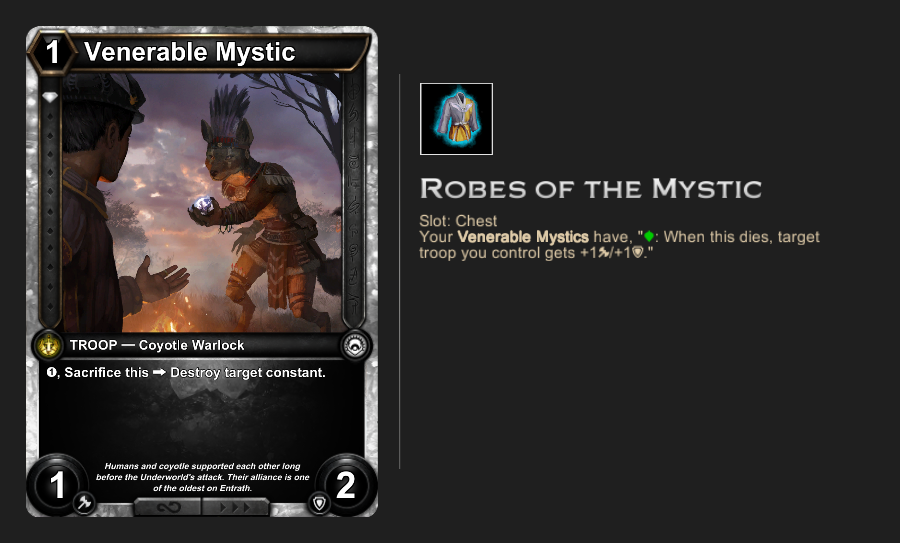 1 Venerable Mystic
TROOP — Coyotle Warlock
❶, Sacrifice this ➡ Destroy target constant.
Humans and coyotle supported each other long
before the Underworld's attack. Their alliance is one
of the oldest on Entrath.
1
2
ROBES OF THE MYSTIC
Slot: Chest
Your Venerable Mystics have, ": When this dies, target
troop you control gets +1/+1."